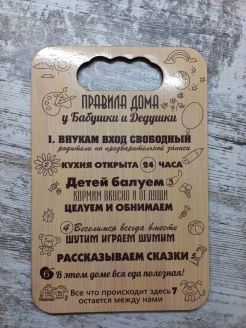 ПРАВИЛА ДОМА
у Бабушки и Дедушки
1. ВНУКАМ ВХОД СВОБОДНЫЙ
родители по предварительной записи
КУХНЯ ОТКРЫТА 24 ЧАСА
Детей балуем 3
КОРМИМ ВКУСНО И ОТ ДУШИ
ЦЕЛУЕМ И ОБНИМАЕМ
4 Веселимся всегда вместе
ШУТИМ ИГРАЕМ ШУМИМ
РАССКАЗЫВАЕМ СКАЗКИ
6 В этом доме вся еда полезная!
Все что происходит здесь 7
остается между нами